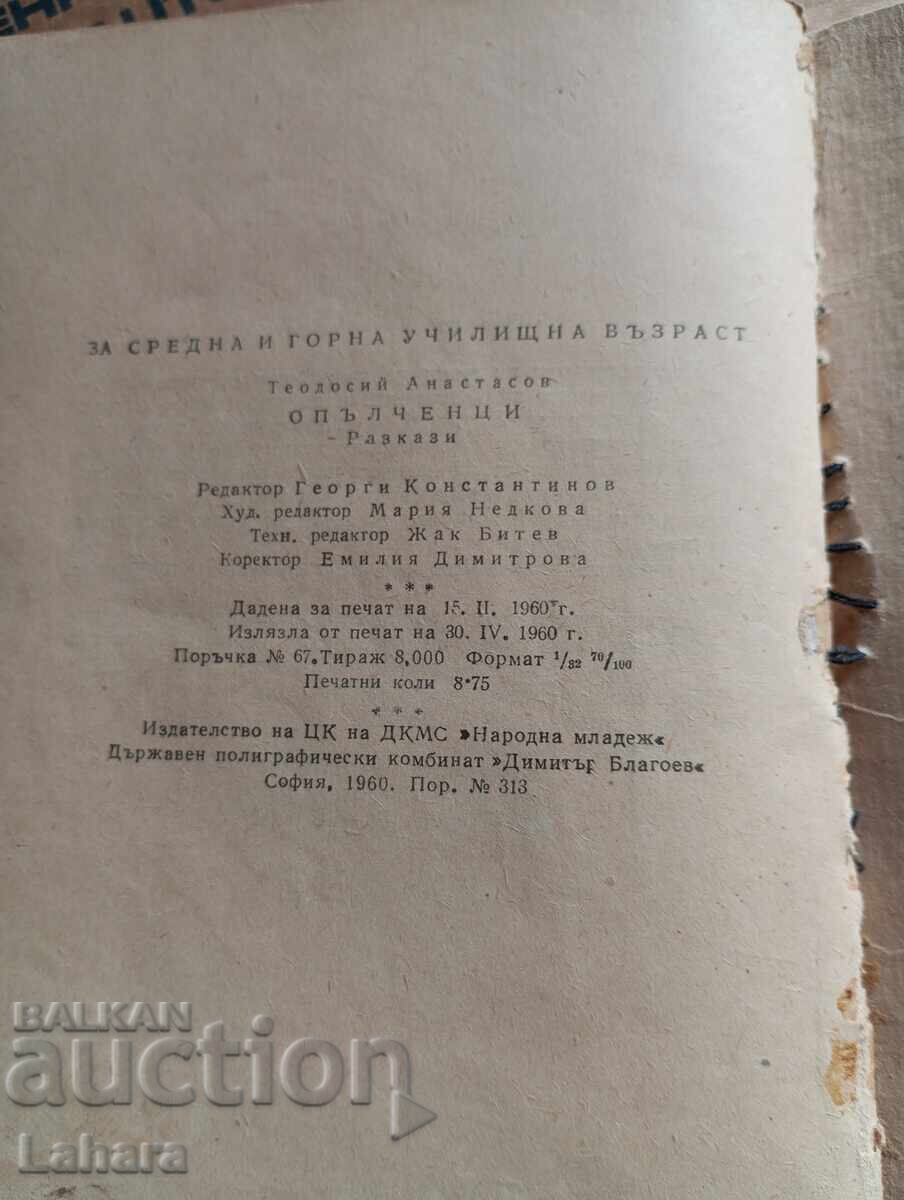 ЗА СРЕДНА И ГОРНА УЧИЛИЩНА ВЪЗРАСТ
Теодосий Анастасов
ОПЪЛЧЕНЦИ
- Разкази
Редактор Георги Константинов
Худ. редактор Мария Недкова
Техн. редактор Жак Битев
Коректор Емилия Димитрова
* * *
Дадена за печат на 15. II. 1960 г.
Излязла от печат на 30. IV. 1960 г.
Поръчка № 67. Тираж 8,000 Формат 1/32 70/100
Печатни коли 8·75
* * *
Издателство на ЦК на ДКМС »Народна младеж«
Държавен полиграфически комбинат »Димитър Благоев«
София, 1960. Пор. № 313
BALKAN
auction
Lahara